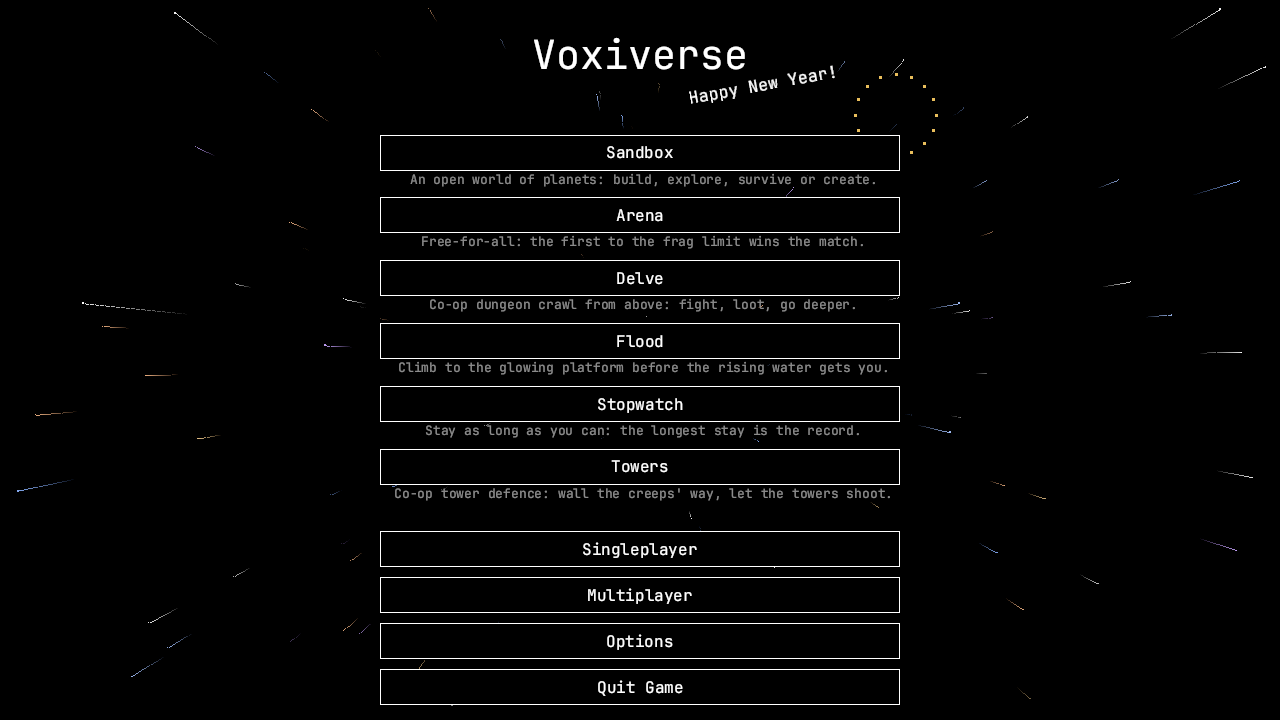 Voxiverse
Happy New Year!
Sandbox
An open world of planets: build, explore, survive or create.
Arena
Free-for-all: the first to the frag limit wins the match.
Delve
Co-op dungeon crawl from above: fight, loot, go deeper.
Flood
Climb to the glowing platform before the rising water gets you.
Stopwatch
Stay as long as you can: the longest stay is the record.
Towers
Co-op tower defence: wall the creeps' way, let the towers shoot.
Singleplayer
Multiplayer
Options
Quit Game